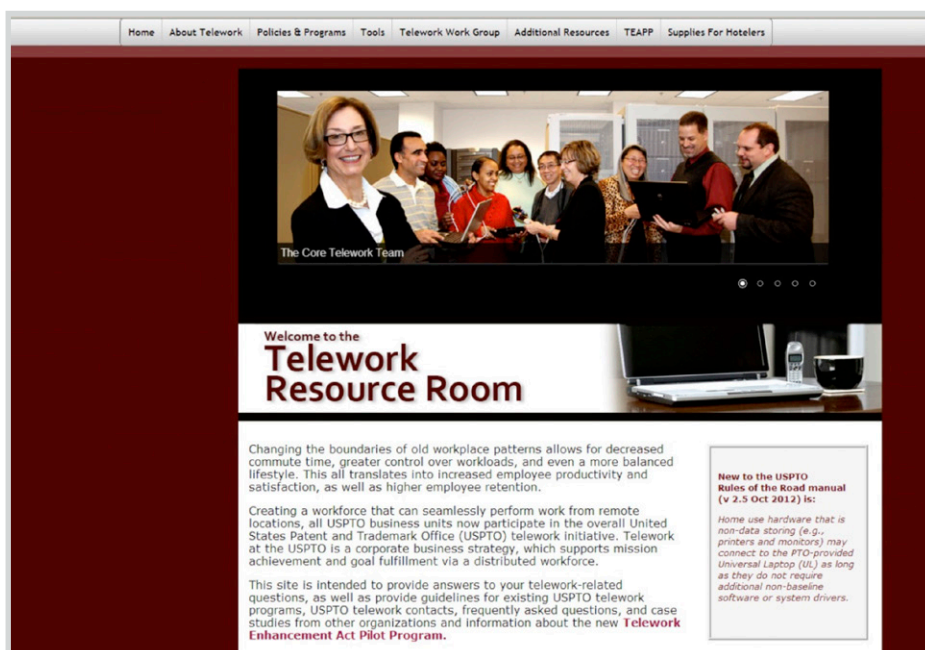 Home About Telework Policies & Programs Tools Telework Work Group Additional Resources TEAPP Supplies For Hotelers
The Core Telework Team
Welcome to the
Telework
Resource Room
Changing the boundaries of old workplace patterns allows for decreased
commute time, greater control over workloads, and even a more balanced
lifestyle. This all translates into increased employee productivity and
satisfaction, as well as higher employee retention.
Creating a workforce that can seamlessly perform work from remote
locations, all USPTO business units now participate in the overall United
States Patent and Trademark Office (USPTO) telework initiative. Telework
at the USPTO is a corporate business strategy, which supports mission
achievement and goal fulfillment via a distributed workforce.
This site is intended to provide answers to your telework-related
questions, as well as provide guidelines for existing USPTO telework
programs, USPTO telework contacts, frequently asked questions, and case
studies from other organizations and information about the new Telework
Enhancement Act Pilot Program.
New to the USPTO
Rules of the Road manual
(v 2.5 Oct 2012) is:
Home use hardware that is
non-data storing (e.g.,
printers and monitors) may
connect to the PTO-provided
Universal Laptop (UL) as long
as they do not require
additional non-baseline
software or system drivers.